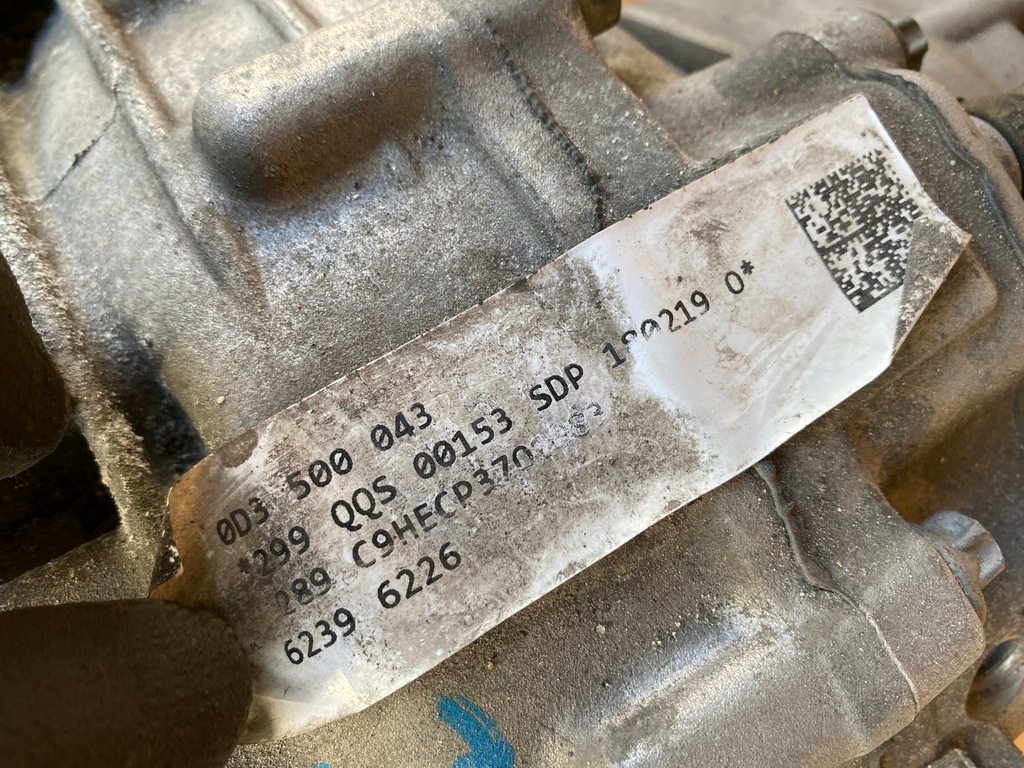 0D3 500 043
*299 QQS 00153 SDP 0*
289
6239 6226